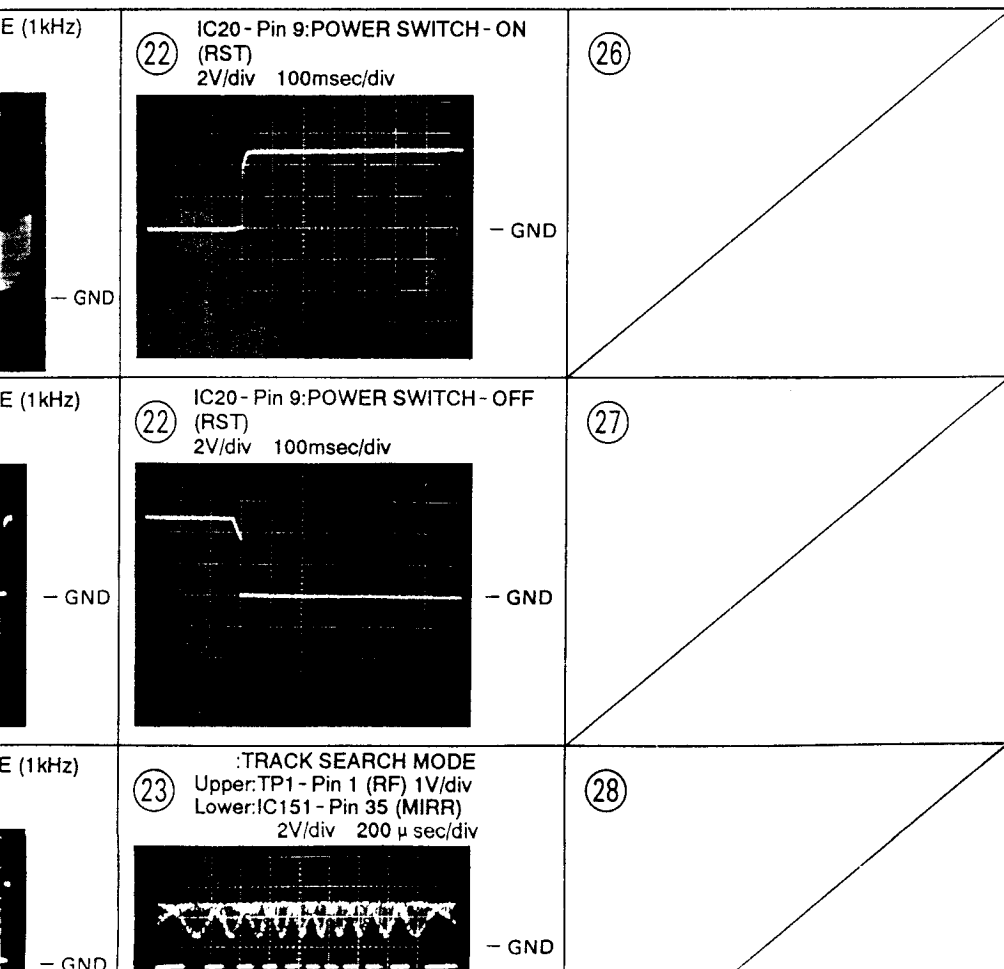 E (1kHz)
— GND
22
IC20 - Pin 9:POWER SWITCH - ON
(RST)
2V/div 100msec/div
— GND
26
E (1kHz)
— GND
22
IC20 - Pin 9:POWER SWITCH - OFF
(RST)
2V/div 100msec/div
— GND
27
E (1kHz)
— GND
23
:TRACK SEARCH MODE
Upper:TP1 - Pin 1 (RF) 1V/div
Lower:IC151 - Pin 35 (MIRR)
2V/div 200 μ sec/div
— GND
28